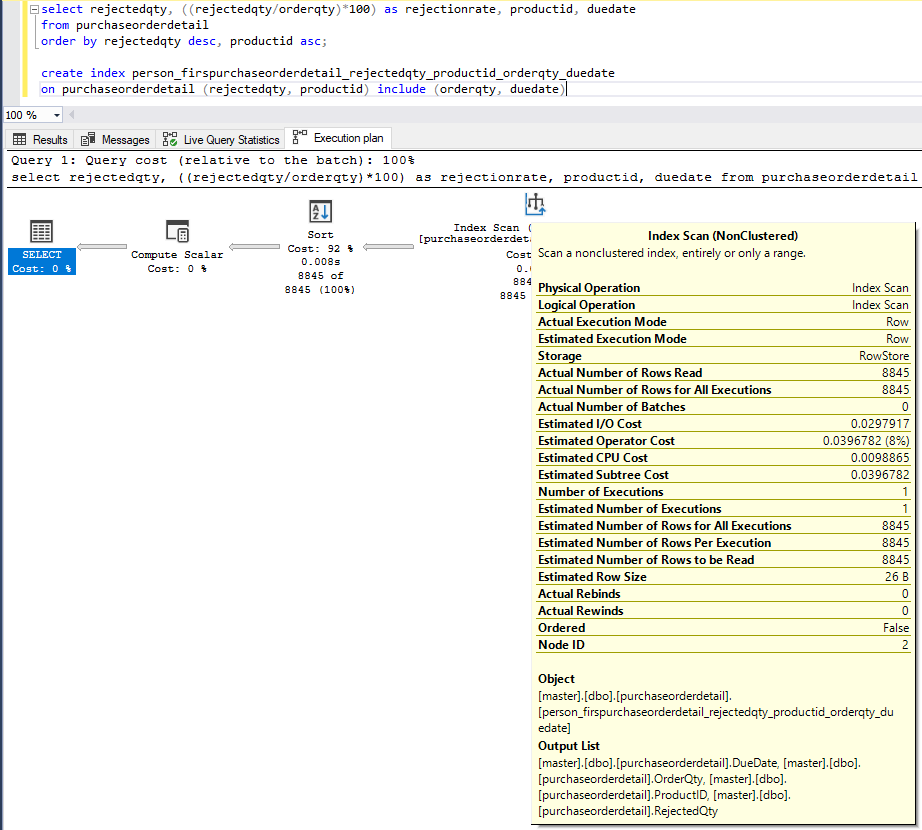 select rejectedqty, ((rejectedqty/orderqty)*100) as rejectionrate, productid, duedate
from purchaseorderdetail
order by rejectedqty desc, productid asc;
create index person_firspurchaseorderdetail_rejectedqty_productid_orderqty_duedate
on purchaseorderdetail (rejectedqty, productid) include (orderqty, duedate)
100 %
Results Messages Live Query Statistics Execution plan
Query 1: Query cost (relative to the batch): 100%
select rejectedqty, ((rejectedqty/orderqty)*100) as rejectionrate, productid, duedate from purchaseorderdetail
SELECT
Cost: 0 %
Compute Scalar
Cost: 0 %
Sort
Cost: 92 %
0.008s
8845 of
8845 (100%)
Index Scan (
[purchaseorderdeta
Cost
0.
884
8845
Index Scan (NonClustered)
Scan a nonclustered index, entirely or only a range.
Physical Operation Index Scan
Logical Operation Index Scan
Actual Execution Mode Row
Estimated Execution Mode Row
Storage RowStore
Actual Number of Rows Read 8845
Actual Number of Rows for All Executions 8845
Actual Number of Batches 0
Estimated I/O Cost 0.0297917
Estimated Operator Cost 0.0396782 (8%)
Estimated CPU Cost 0.0098865
Estimated Subtree Cost 0.0396782
Number of Executions 1
Estimated Number of Executions 1
Estimated Number of Rows for All Executions 8845
Estimated Number of Rows Per Execution 8845
Estimated Number of Rows to be Read 8845
Estimated Row Size 26 B
Actual Rebinds 0
Actual Rewinds 0
Ordered False
Node ID 2
Object
[master].[dbo].[purchaseorderdetail].
[person_firspurchaseorderdetail_rejectedqty_productid_orderqty_du
edate]
Output List
[master].[dbo].[purchaseorderdetail].DueDate, [master].[dbo].
[purchaseorderdetail].OrderQty, [master].[dbo].
[purchaseorderdetail].ProductID, [master].[dbo].
[purchaseorderdetail].RejectedQty